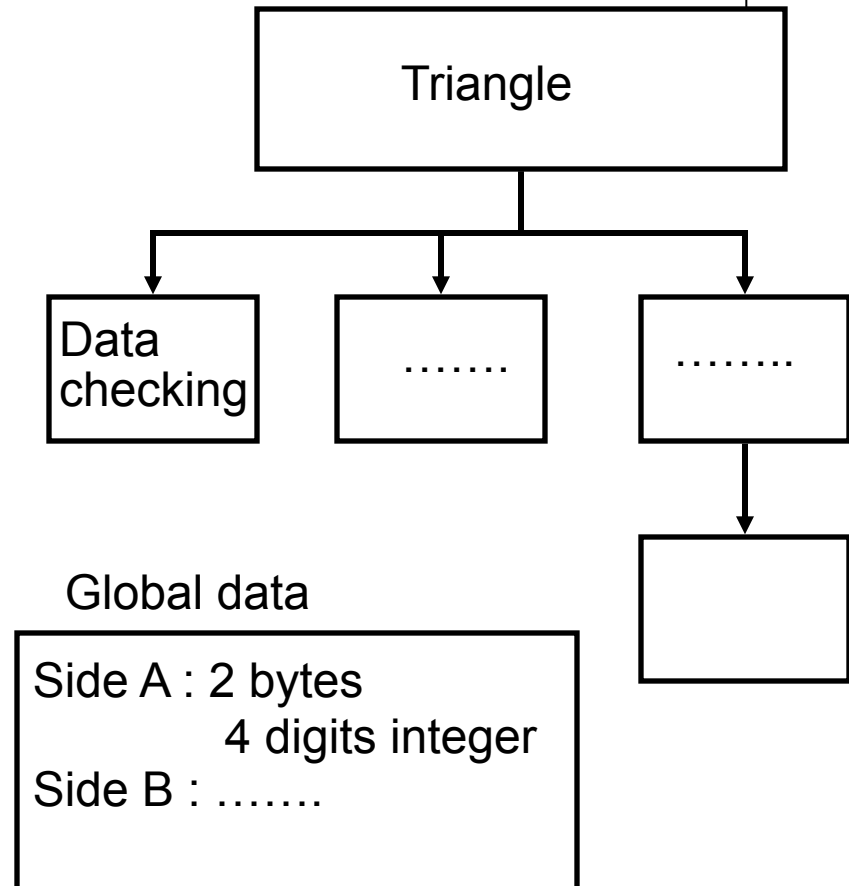 Triangle
Data
checking
…….
……..
Global data
Side A : 2 bytes
4 digits integer
Side B : …….